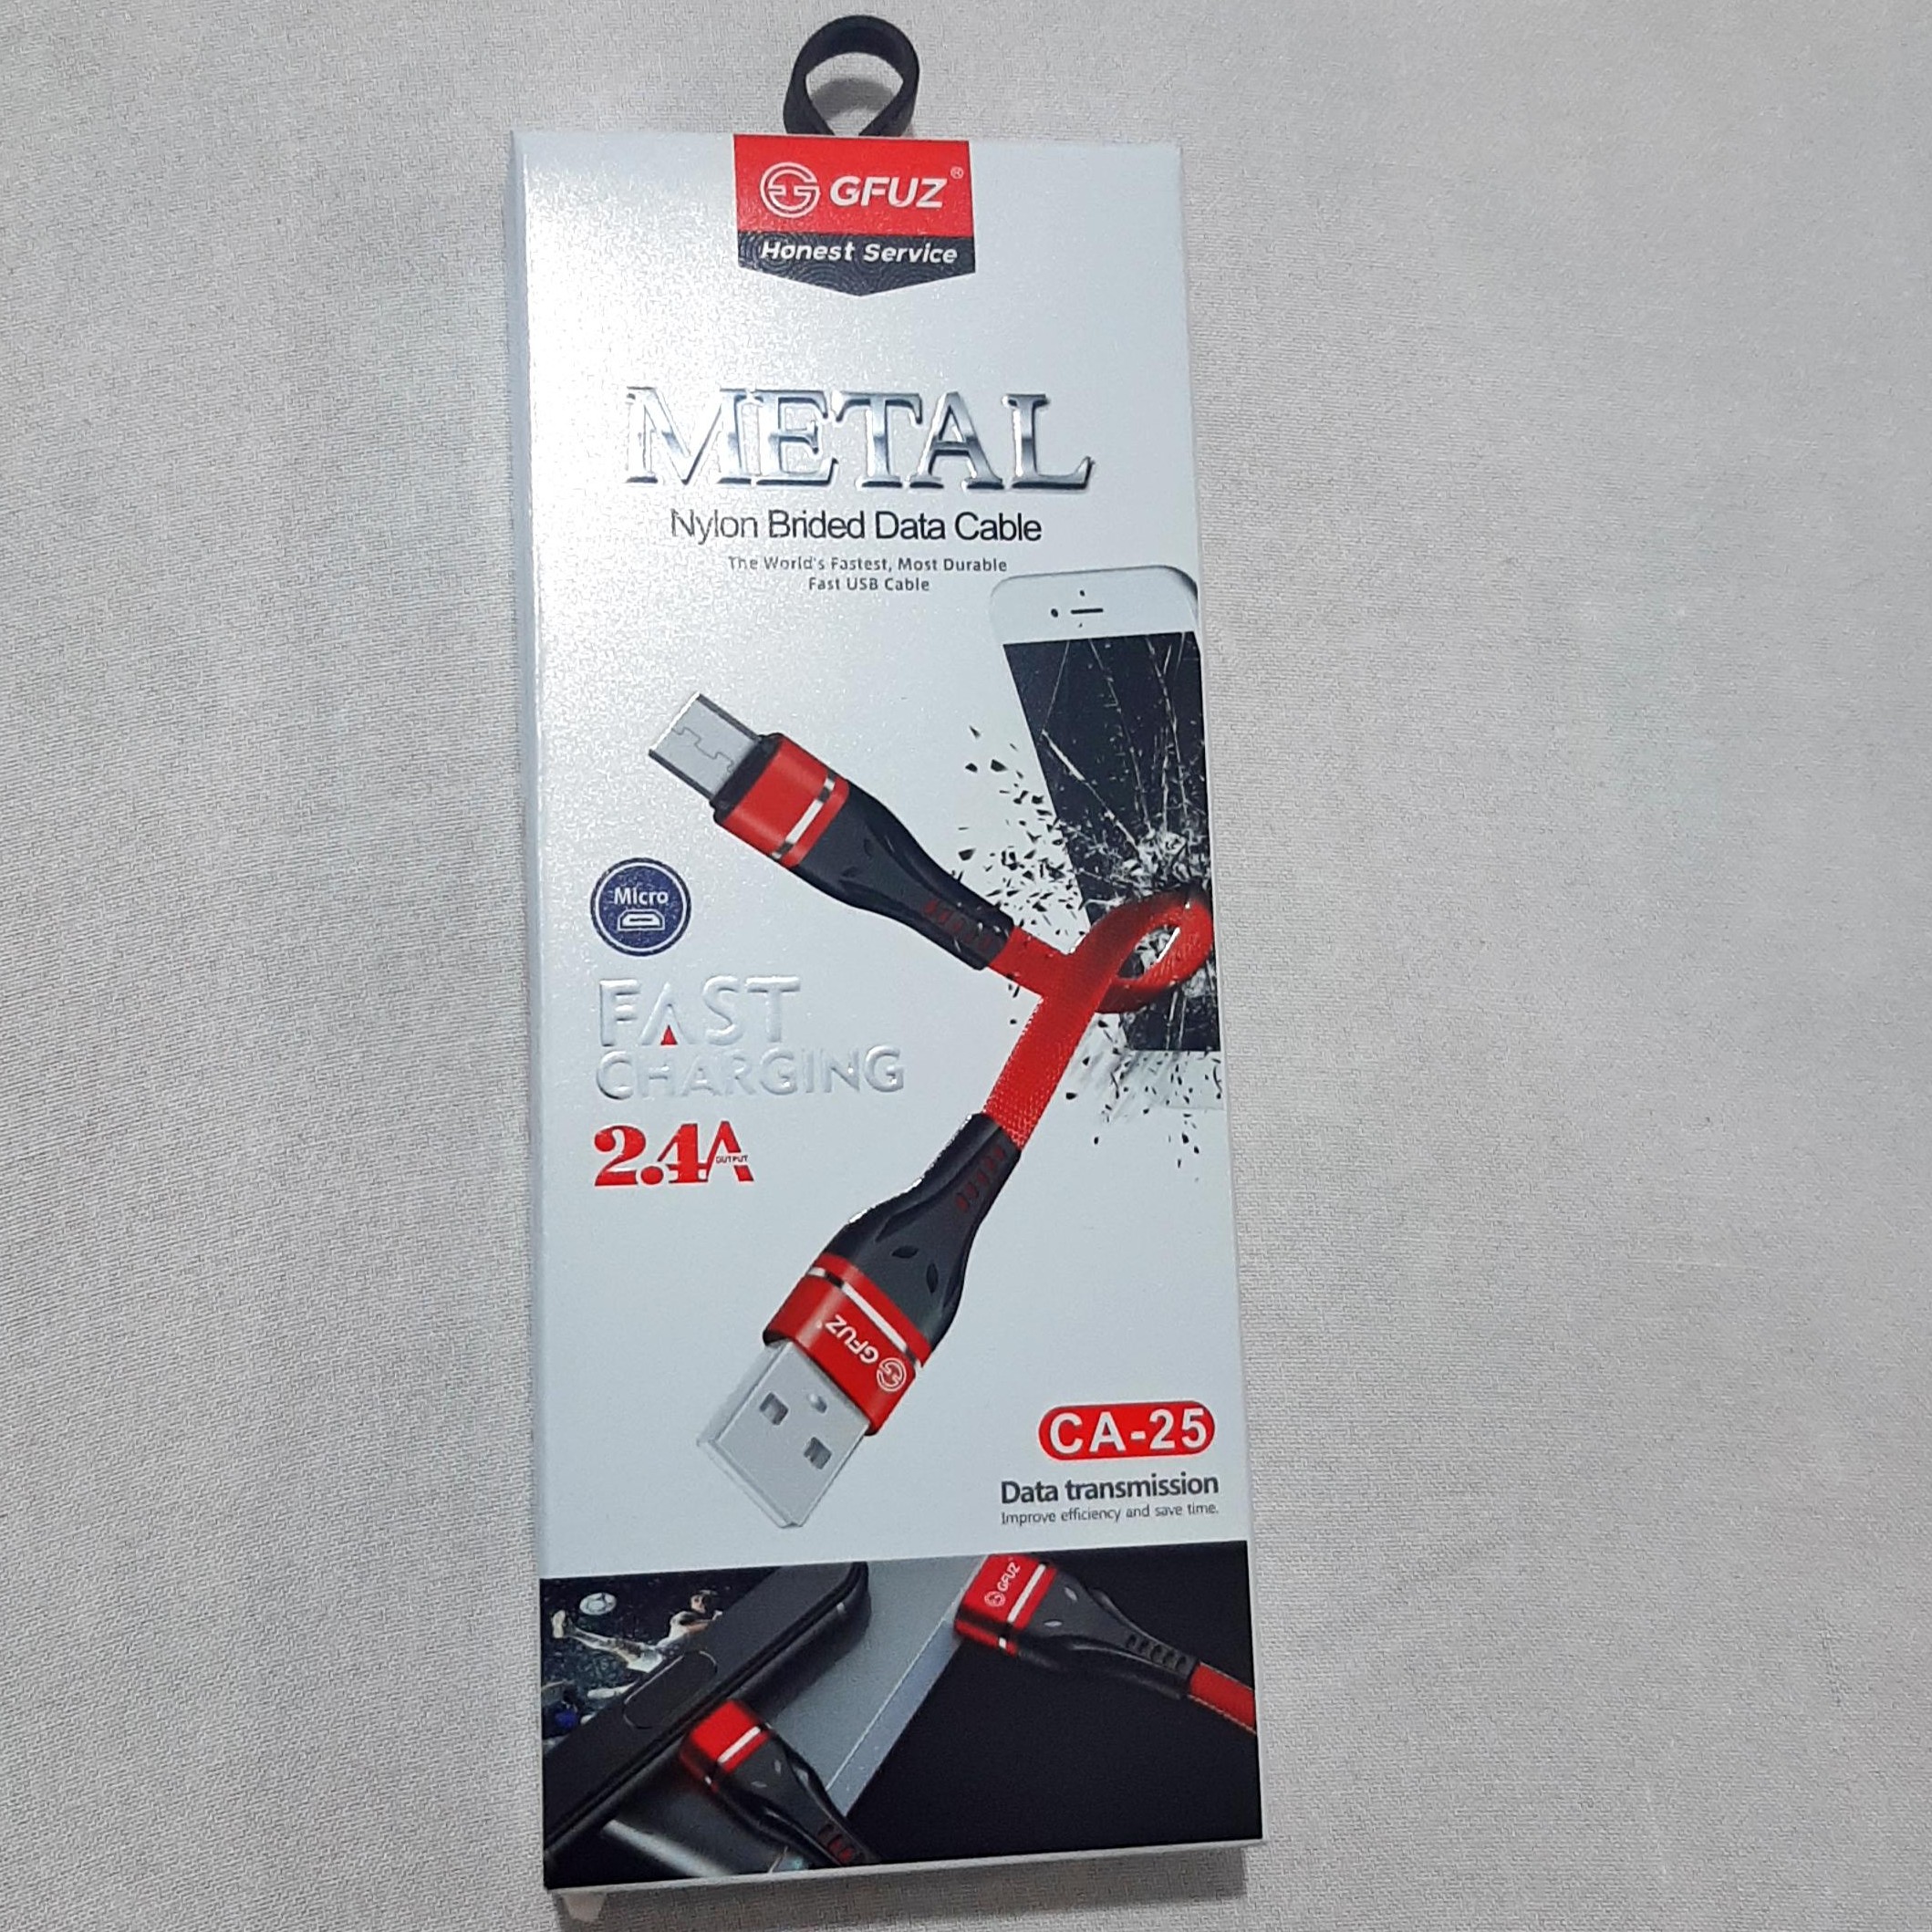 GFUZ®
Honest Service
METAL
Nylon Brided Data Cable
The World's Fastest, Most Durable
Fast USB Cable
Micro
FAST
CHARGING
2.4A
OUTPUT
GFUZ
CA-25
Data transmission
Improve efficiency and save time.
GFUZ